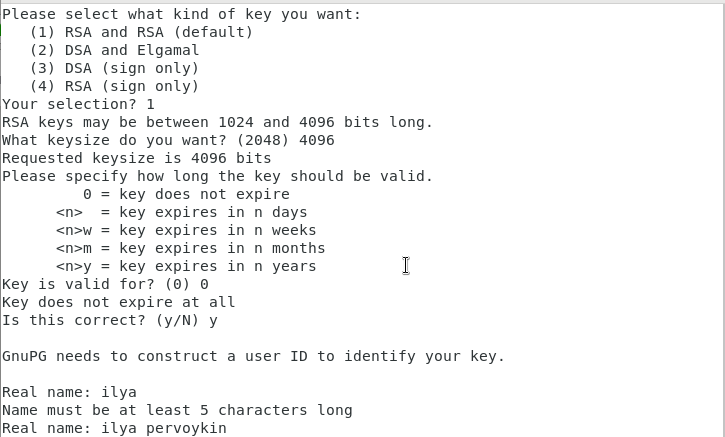 Please select what kind of key you want:
   (1) RSA and RSA (default)
   (2) DSA and Elgamal
   (3) DSA (sign only)
   (4) RSA (sign only)
Your selection? 1
RSA keys may be between 1024 and 4096 bits long.
What keysize do you want? (2048) 4096
Requested keysize is 4096 bits
Please specify how long the key should be valid.
         0 = key does not expire
      <n>  = key expires in n days
      <n>w = key expires in n weeks
      <n>m = key expires in n months
      <n>y = key expires in n years
Key is valid for? (0) 0
Key does not expire at all
Is this correct? (y/N) y

GnuPG needs to construct a user ID to identify your key.

Real name: ilya
Name must be at least 5 characters long
Real name: ilya pervoykin